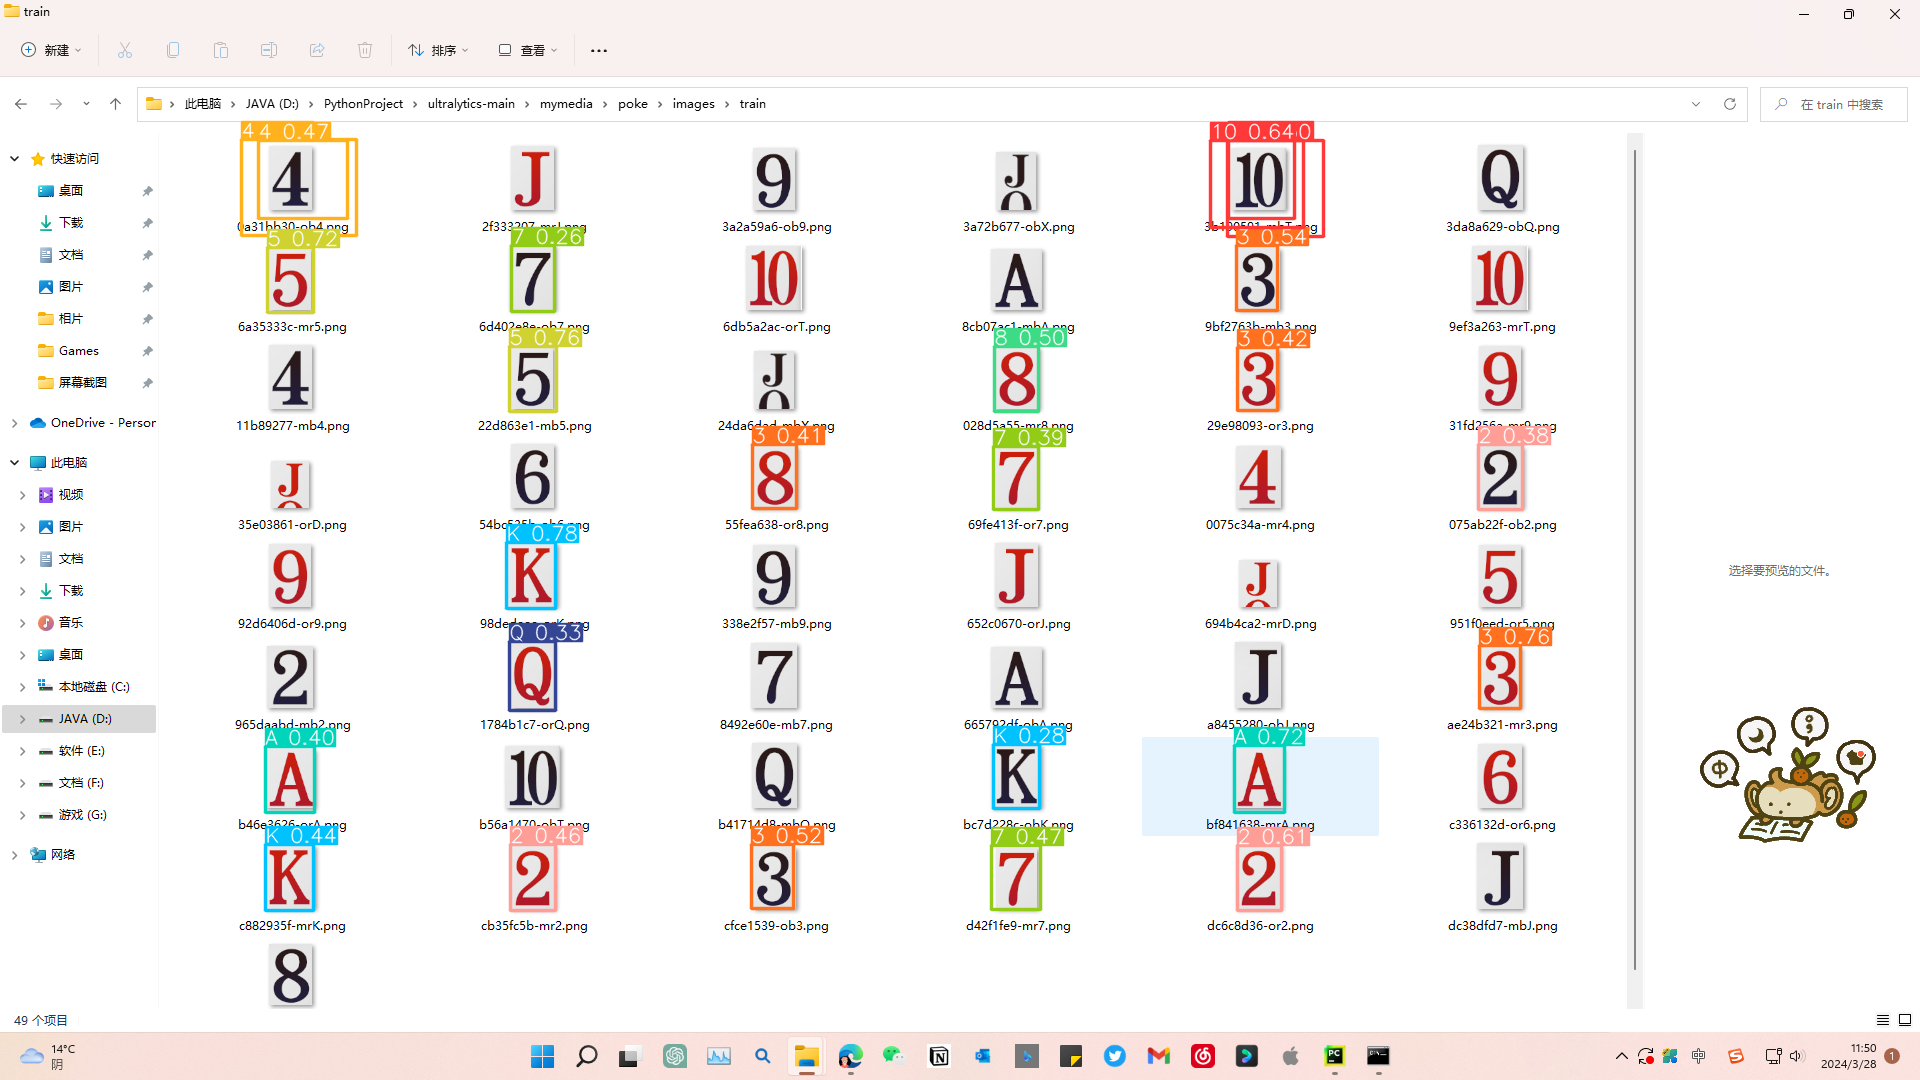 train
新建
排序
查看
此电脑 › JAVA (D:) › PythonProject › ultralytics-main › mymedia › poke › images › train
在 train 中搜索
快速访问
桌面
下载
文档
图片
相片
Games
屏幕截图
OneDrive - Persor
此电脑
视频
图片
文档
下载
音乐
桌面
本地磁盘 (C:)
JAVA (D:)
软件 (E:)
文档 (F:)
游戏 (G:)
网络
4 4 0.47
10 0.64 0
4 J 9 J 10 Q
3a2a59a6-ob9.png 3a72b677-obX.png 3da8a629-obQ.png
5 0.72 7 0.26 3 0.54
5 7 10 A 3 10
6a35333c-mr5.png 6d402e8e-ob7.png 6db5a2ac-orT.png 8cb07ac1-mbA.png 9bf2763b-mb3.png 9ef3a263-mrT.png
5 0.76 8 0.50 3 0.42
4 5 J 8 3 9
11b89277-mb4.png 22d863e1-mb5.png 24da6dad-mbX.png 028d5a55-mr8.png 29e98093-or3.png 31fd256a-mr9.png
3 0.41 7 0.39 2 0.38
J 6 8 7 4 2
35e03861-orD.png 55fea638-or8.png 69fe413f-or7.png 0075c34a-mr4.png 075ab22f-ob2.png
K 0.78
9 K 9 J J 5
92d6406d-or9.png 338e2f57-mb9.png 652c0670-orJ.png 694b4ca2-mrD.png 951f0eed-or5.png
Q 0.33 3 0.76
2 Q 7 A J 3
965daabd-mb2.png 1784b1c7-orQ.png 8492e60e-mb7.png 665792df-obA.png a8455280-obJ.png ae24b321-mr3.png
A 0.40 K 0.28 A 0.72
A 10 Q K A 6
b46e3626-orA.png b56a1470-obT.png b41714d8-mbQ.png bc7d228c-obK.png bf841638-mrA.png c336132d-or6.png
K 0.44 2 0.46 3 0.52 7 0.47 2 0.61
K 2 3 7 2 J
c882935f-mrK.png cb35fc5b-mr2.png cfce1539-ob3.png d42f1fe9-mr7.png dc6c8d36-or2.png dc38dfd7-mbJ.png
8
选择要预览的文件。
49 个项目
14°C
阴
中
11:50
2024/3/28
1